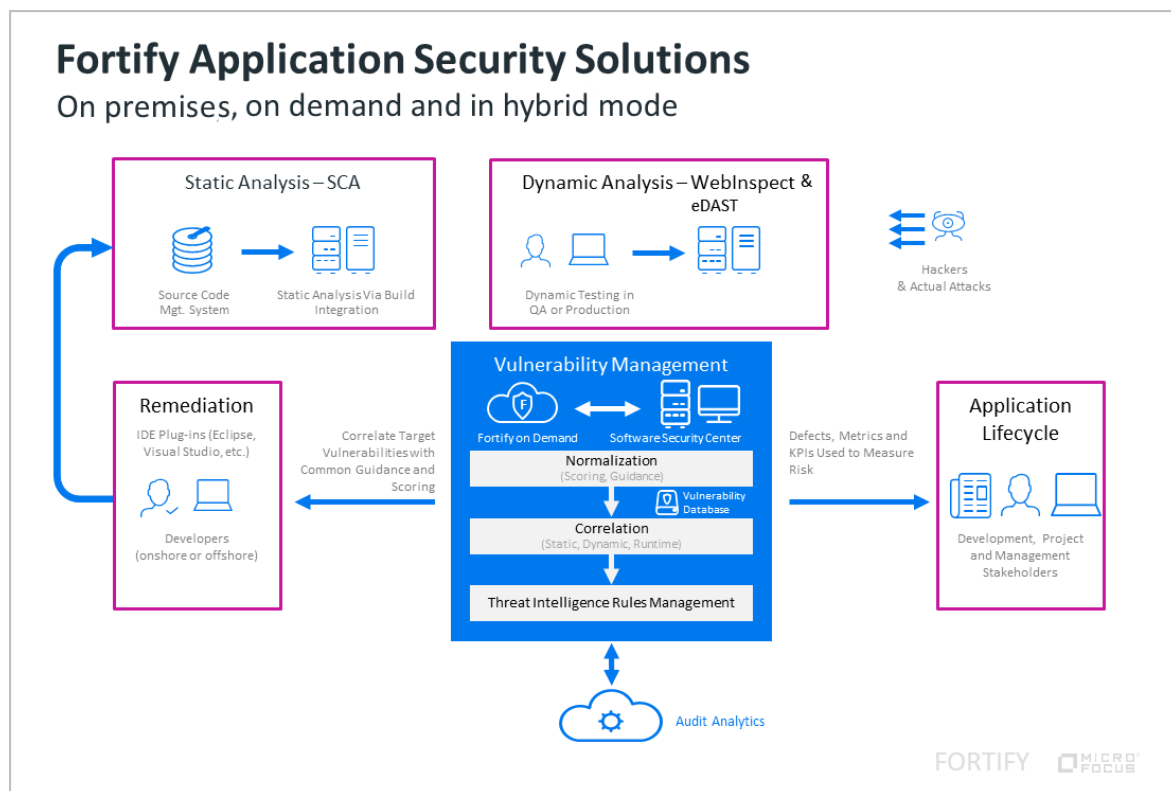 Fortify Application Security Solutions
On premises, on demand and in hybrid mode
Static Analysis – SCA
Source Code
Mgt. System
Static Analysis Via Build
Integration
Dynamic Analysis – WebInspect &
eDAST
Dynamic Testing in
QA or Production
Hackers
& Actual Attacks
Remediation
IDE Plug-ins (Eclipse,
Visual Studio, etc.)
Developers
(onshore or offshore)
Correlate Target
Vulnerabilities with
Common Guidance and
Scoring
Vulnerability Management
F
Fortify on Demand
Software Security Center
Normalization
(Scoring, Guidance)
Vulnerability
Database
Correlation
(Static, Dynamic, Runtime)
Threat Intelligence Rules Management
Defects, Metrics and
KPIs Used to Measure
Risk
Application
Lifecycle
Development, Project
and Management
Stakeholders
Audit Analytics
FORTIFY
MICRO
FOCUS